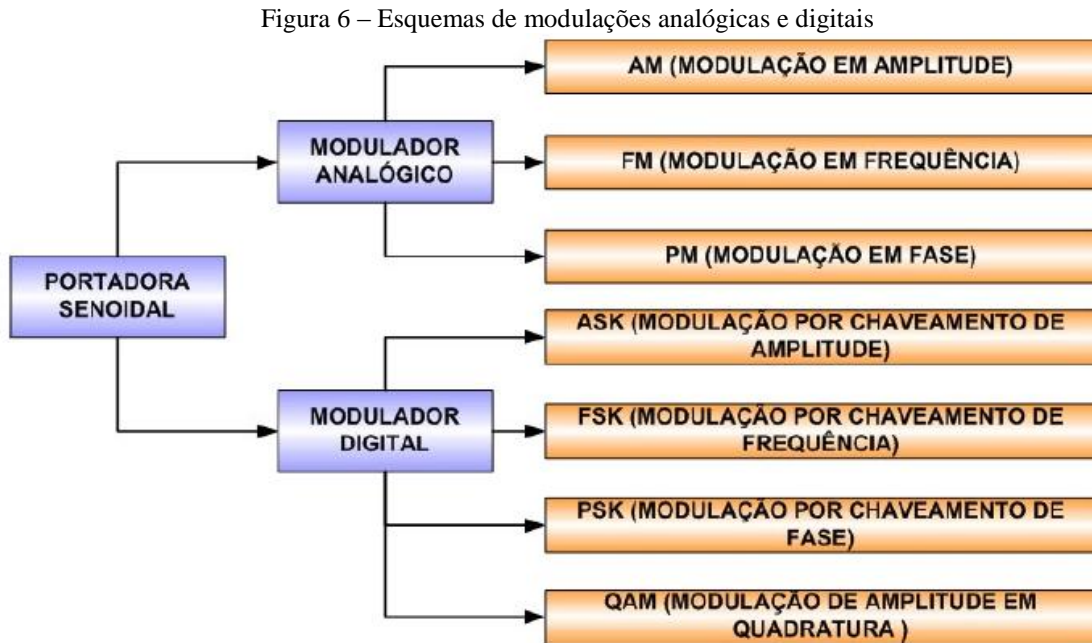 Figura 6 – Esquemas de modulações analógicas e digitais
AM (MODULAÇÃO EM AMPLITUDE)
MODULADOR
ANALÓGICO
FM (MODULAÇÃO EM FREQUÊNCIA)
PM (MODULAÇÃO EM FASE)
PORTADORA
SENOIDAL
ASK (MODULAÇÃO POR CHAVEAMENTO DE
AMPLITUDE)
MODULADOR
DIGITAL
FSK (MODULAÇÃO POR CHAVEAMENTO DE
FREQUÊNCIA)
PSK (MODULAÇÃO POR CHAVEAMENTO DE
FASE)
QAM (MODULAÇÃO DE AMPLITUDE EM
QUADRATURA )